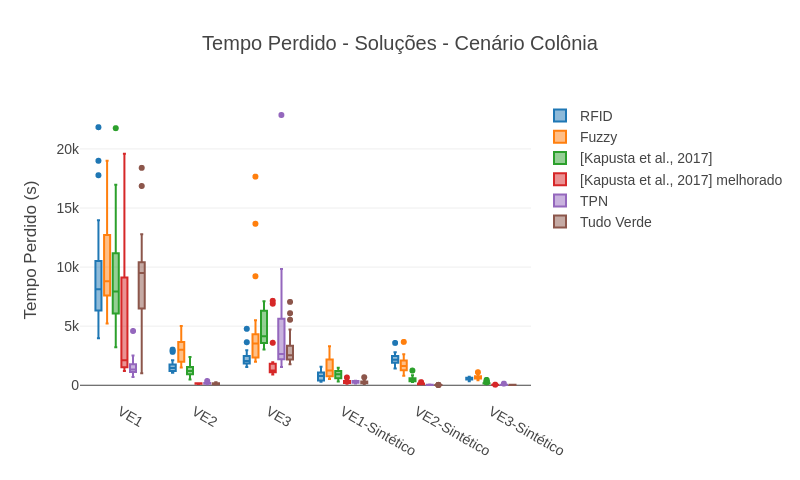 Tempo Perdido - Soluções - Cenário Colônia
Tempo Perdido (s)
20k
15k
10k
5k
0
VE1
VE2
VE3
VE1-Sintético
VE2-Sintético
VE3-Sintético
RFID
Fuzzy
[Kapusta et al., 2017]
[Kapusta et al., 2017] melhorado
TPN
Tudo Verde